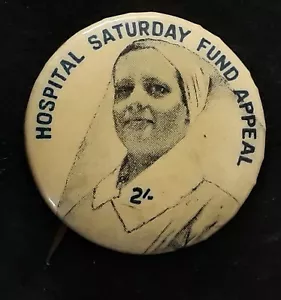 HOSPITAL SATURDAY FUND APPEAL
2/-